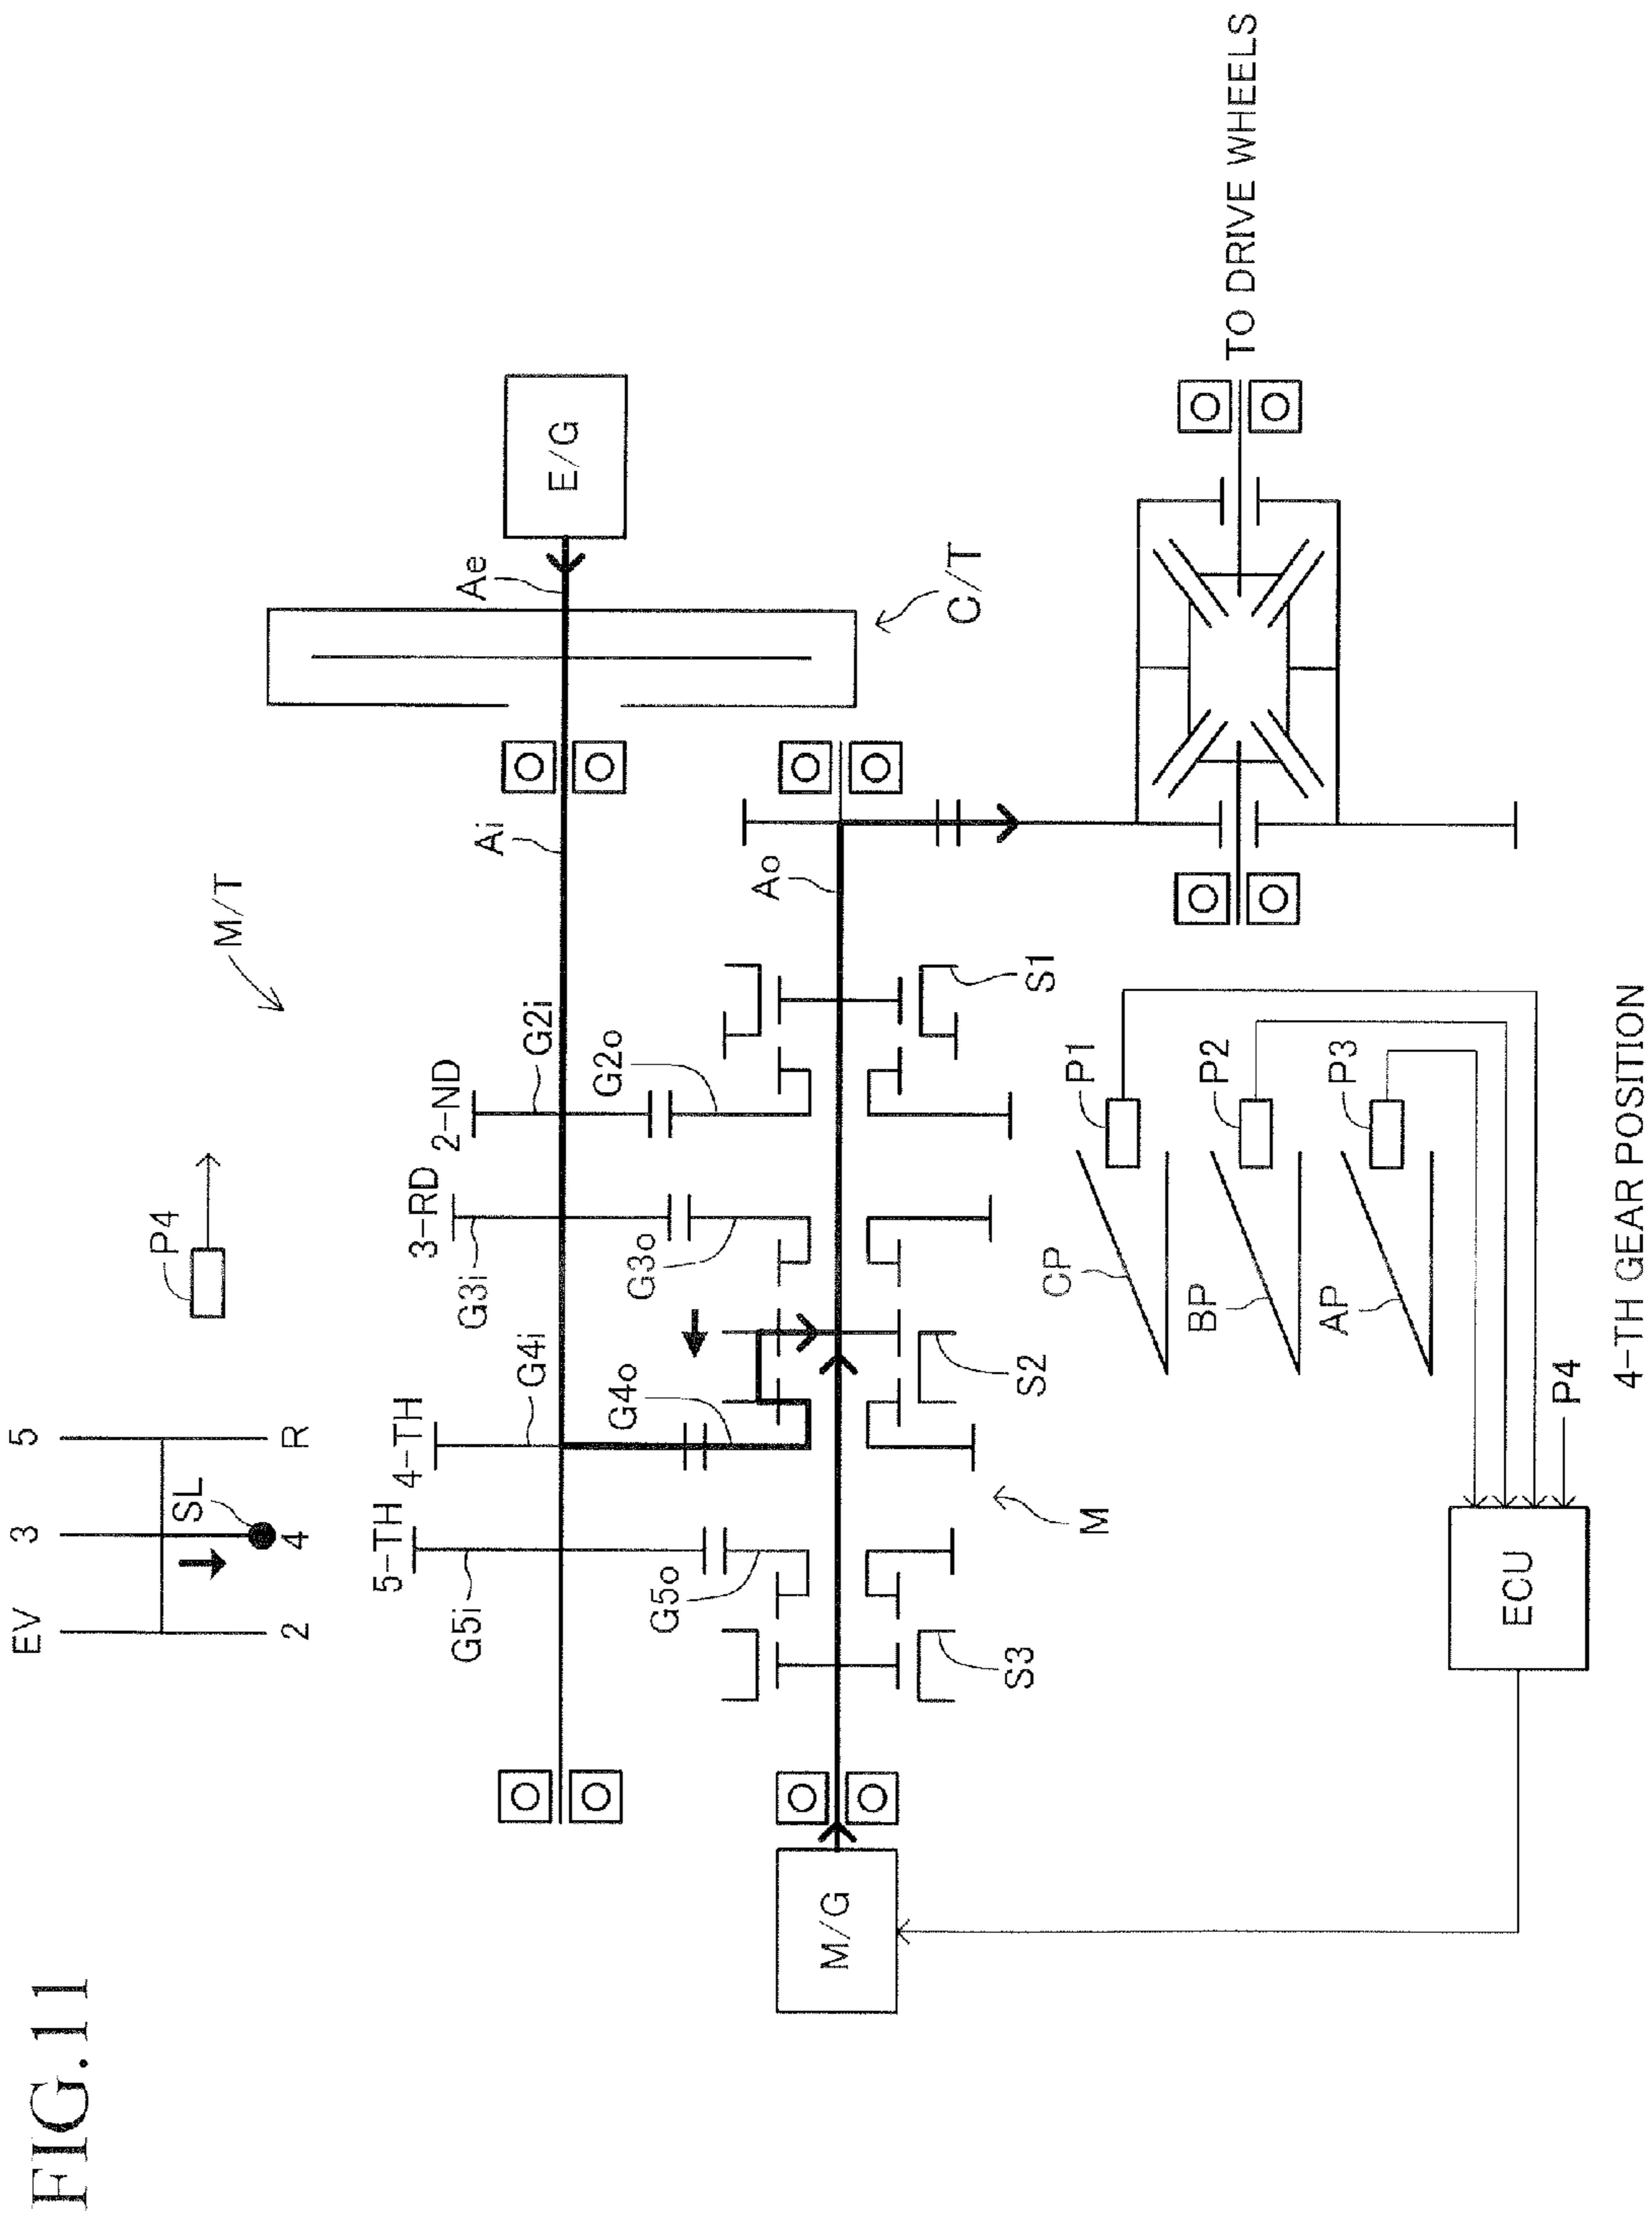 FIG.11
EV 3 5
2 4 R
SL
P4
M/T
5-TH
4-TH
3-RD
2-ND
G5i
G4i
G3i
G2i
Ai
Ae
E/G
G5o
G4o
G3o
G2o
Ao
C/T
M/G
S3
M
S2
S1
TO DRIVE WHEELS
CP
P1
BP
P2
AP
P3
ECU
P4
4-TH GEAR POSITION